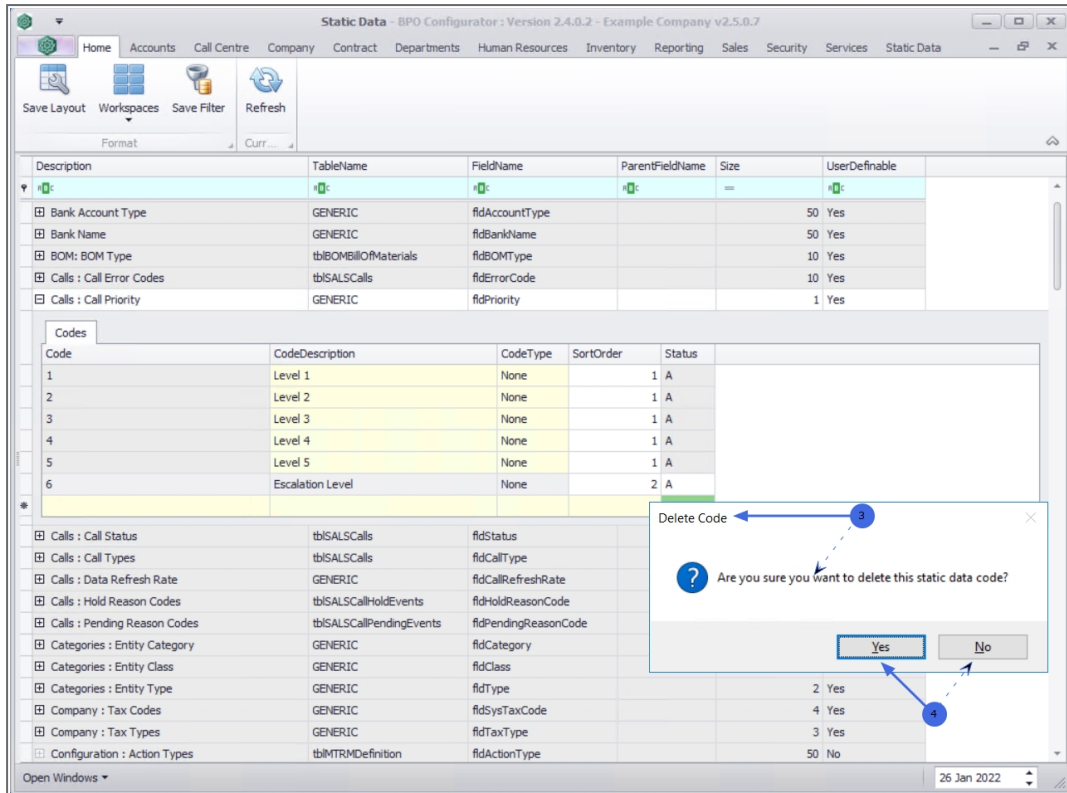 Static Data - BPO Configurator : Version 2.4.0.2 - Example Company v2.5.0.7
Home Accounts Call Centre Company Contract Departments Human Resources Inventory Reporting Sales Security Services Static Data
Save Layout Workspaces Save Filter Refresh
Format Curr...
Description TableName FieldName ParentFieldName Size UserDefinable
Bank Account Type GENERIC fldAccountType 50 Yes
Bank Name GENERIC fldBankName 50 Yes
BOM: BOM Type tblBOMBillOfMaterials fldBOMType 10 Yes
Calls : Call Error Codes tblSALSCalls fldErrorCode 10 Yes
Calls : Call Priority GENERIC fldPriority 1 Yes
Codes
Code CodeDescription CodeType SortOrder Status
1 Level 1 None 1 A
2 Level 2 None 1 A
3 Level 3 None 1 A
4 Level 4 None 1 A
5 Level 5 None 1 A
6 Escalation Level None 2 A
Delete Code 3
Calls : Call Status tblSALSCalls fldStatus
Calls : Call Types tblSALSCalls fldCallType
Calls : Data Refresh Rate GENERIC fldCallRefreshRate
Are you sure you want to delete this static data code?
Calls : Hold Reason Codes tblSALSCallHoldEvents fldHoldReasonCode
Calls : Pending Reason Codes tblSALSCallPendingEvents fldPendingReasonCode
Categories : Entity Category GENERIC fldCategory
Yes No
Categories : Entity Class GENERIC fldClass
Categories : Entity Type GENERIC fldType 2 Yes
4
Company : Tax Codes GENERIC fldSysTaxCode 4 Yes
Company : Tax Types GENERIC fldTaxType 3 Yes
Configuration : Action Types tblMTRMDefinition fldActionType 50 No
Open Windows 26 Jan 2022